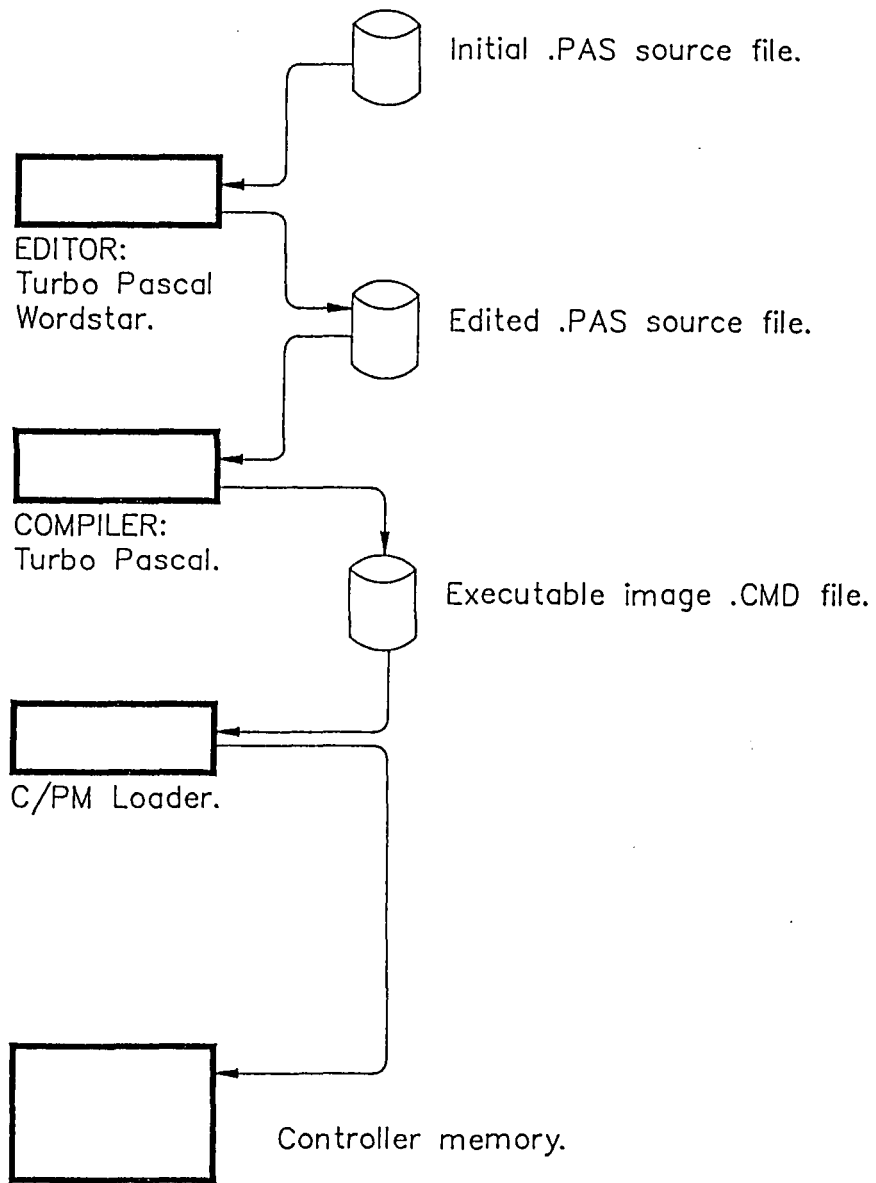 Initial .PAS source file.
EDITOR:
Turbo Pascal
Wordstar.
Edited .PAS source file.
COMPILER:
Turbo Pascal.
Executable image .CMD file.
C/PM Loader.
Controller memory.